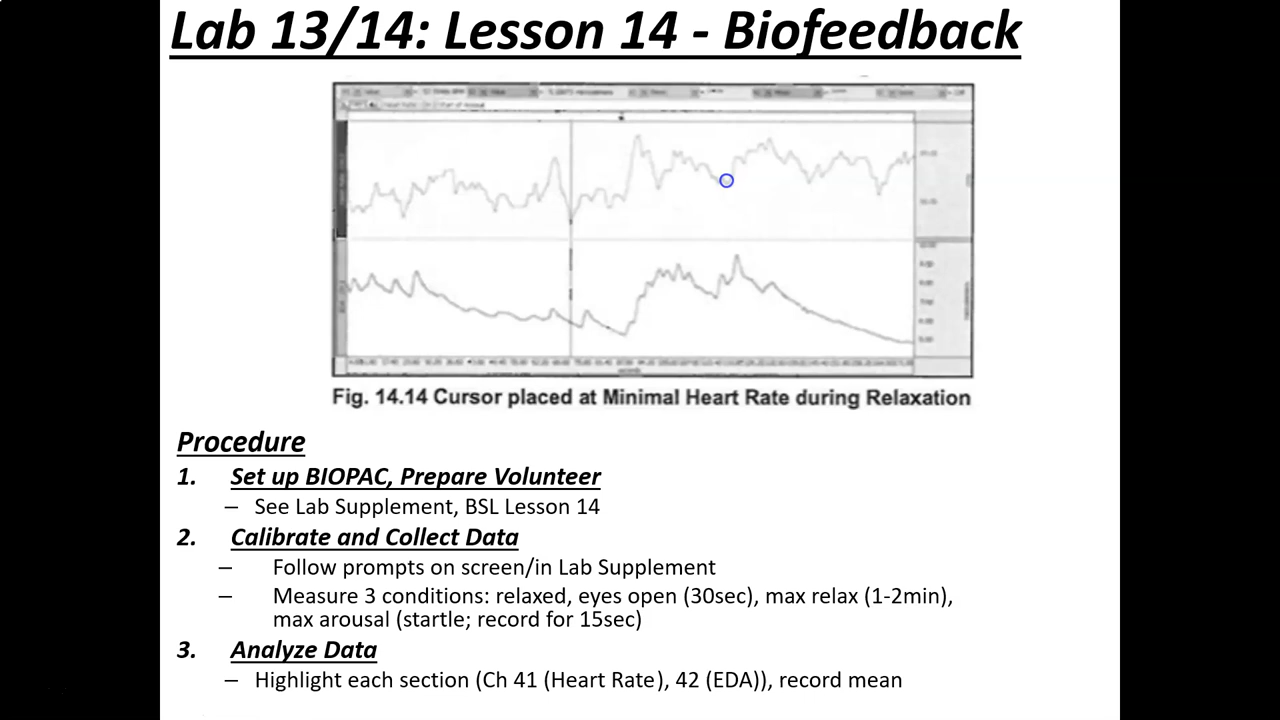 Lab 13/14: Lesson 14 - Biofeedback
Fig. 14.14 Cursor placed at Minimal Heart Rate during Relaxation
Procedure
1. Set up BIOPAC, Prepare Volunteer
– See Lab Supplement, BSL Lesson 14
2. Calibrate and Collect Data
– Follow prompts on screen/in Lab Supplement
– Measure 3 conditions: relaxed, eyes open (30sec), max relax (1-2min),
max arousal (startle; record for 15sec)
3. Analyze Data
– Highlight each section (Ch 41 (Heart Rate), 42 (EDA)), record mean